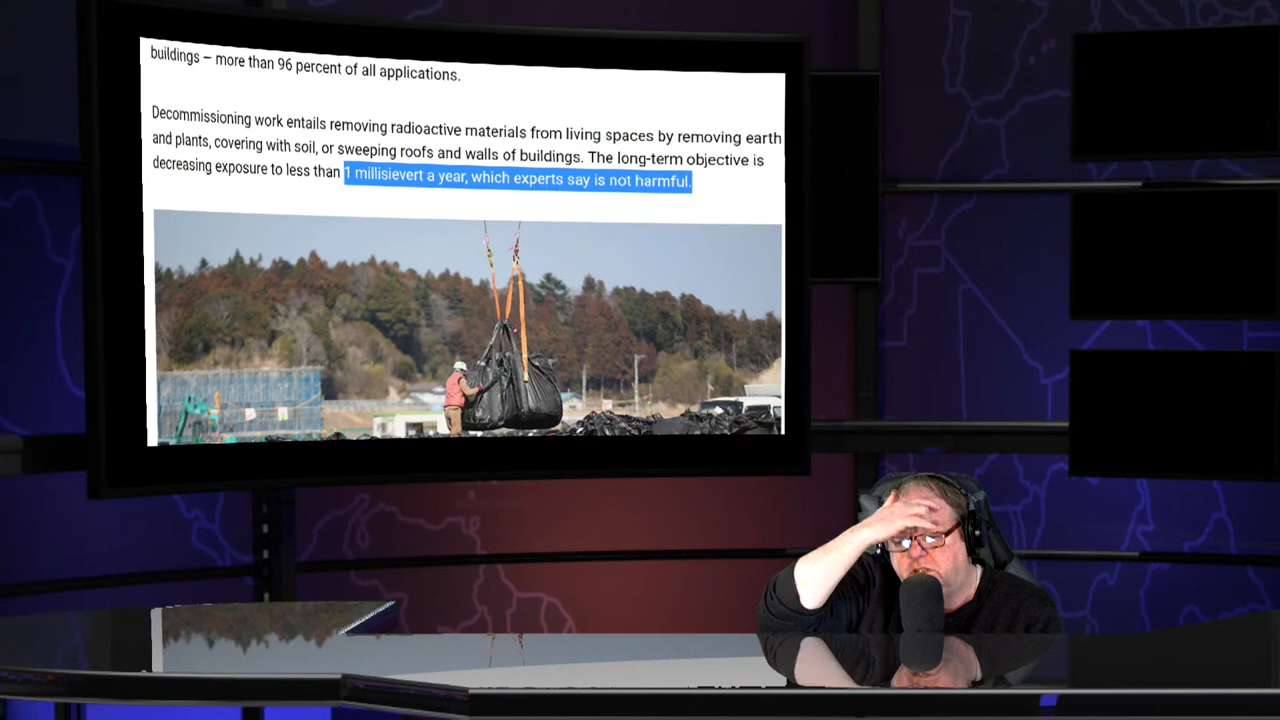 buildings – more than 96 percent of all applications.
Decommissioning work entails removing radioactive materials from living spaces by removing earth
and plants, covering with soil, or sweeping roofs and walls of buildings. The long-term objective is
decreasing exposure to less than 1 millisievert a year, which experts say is not harmful.